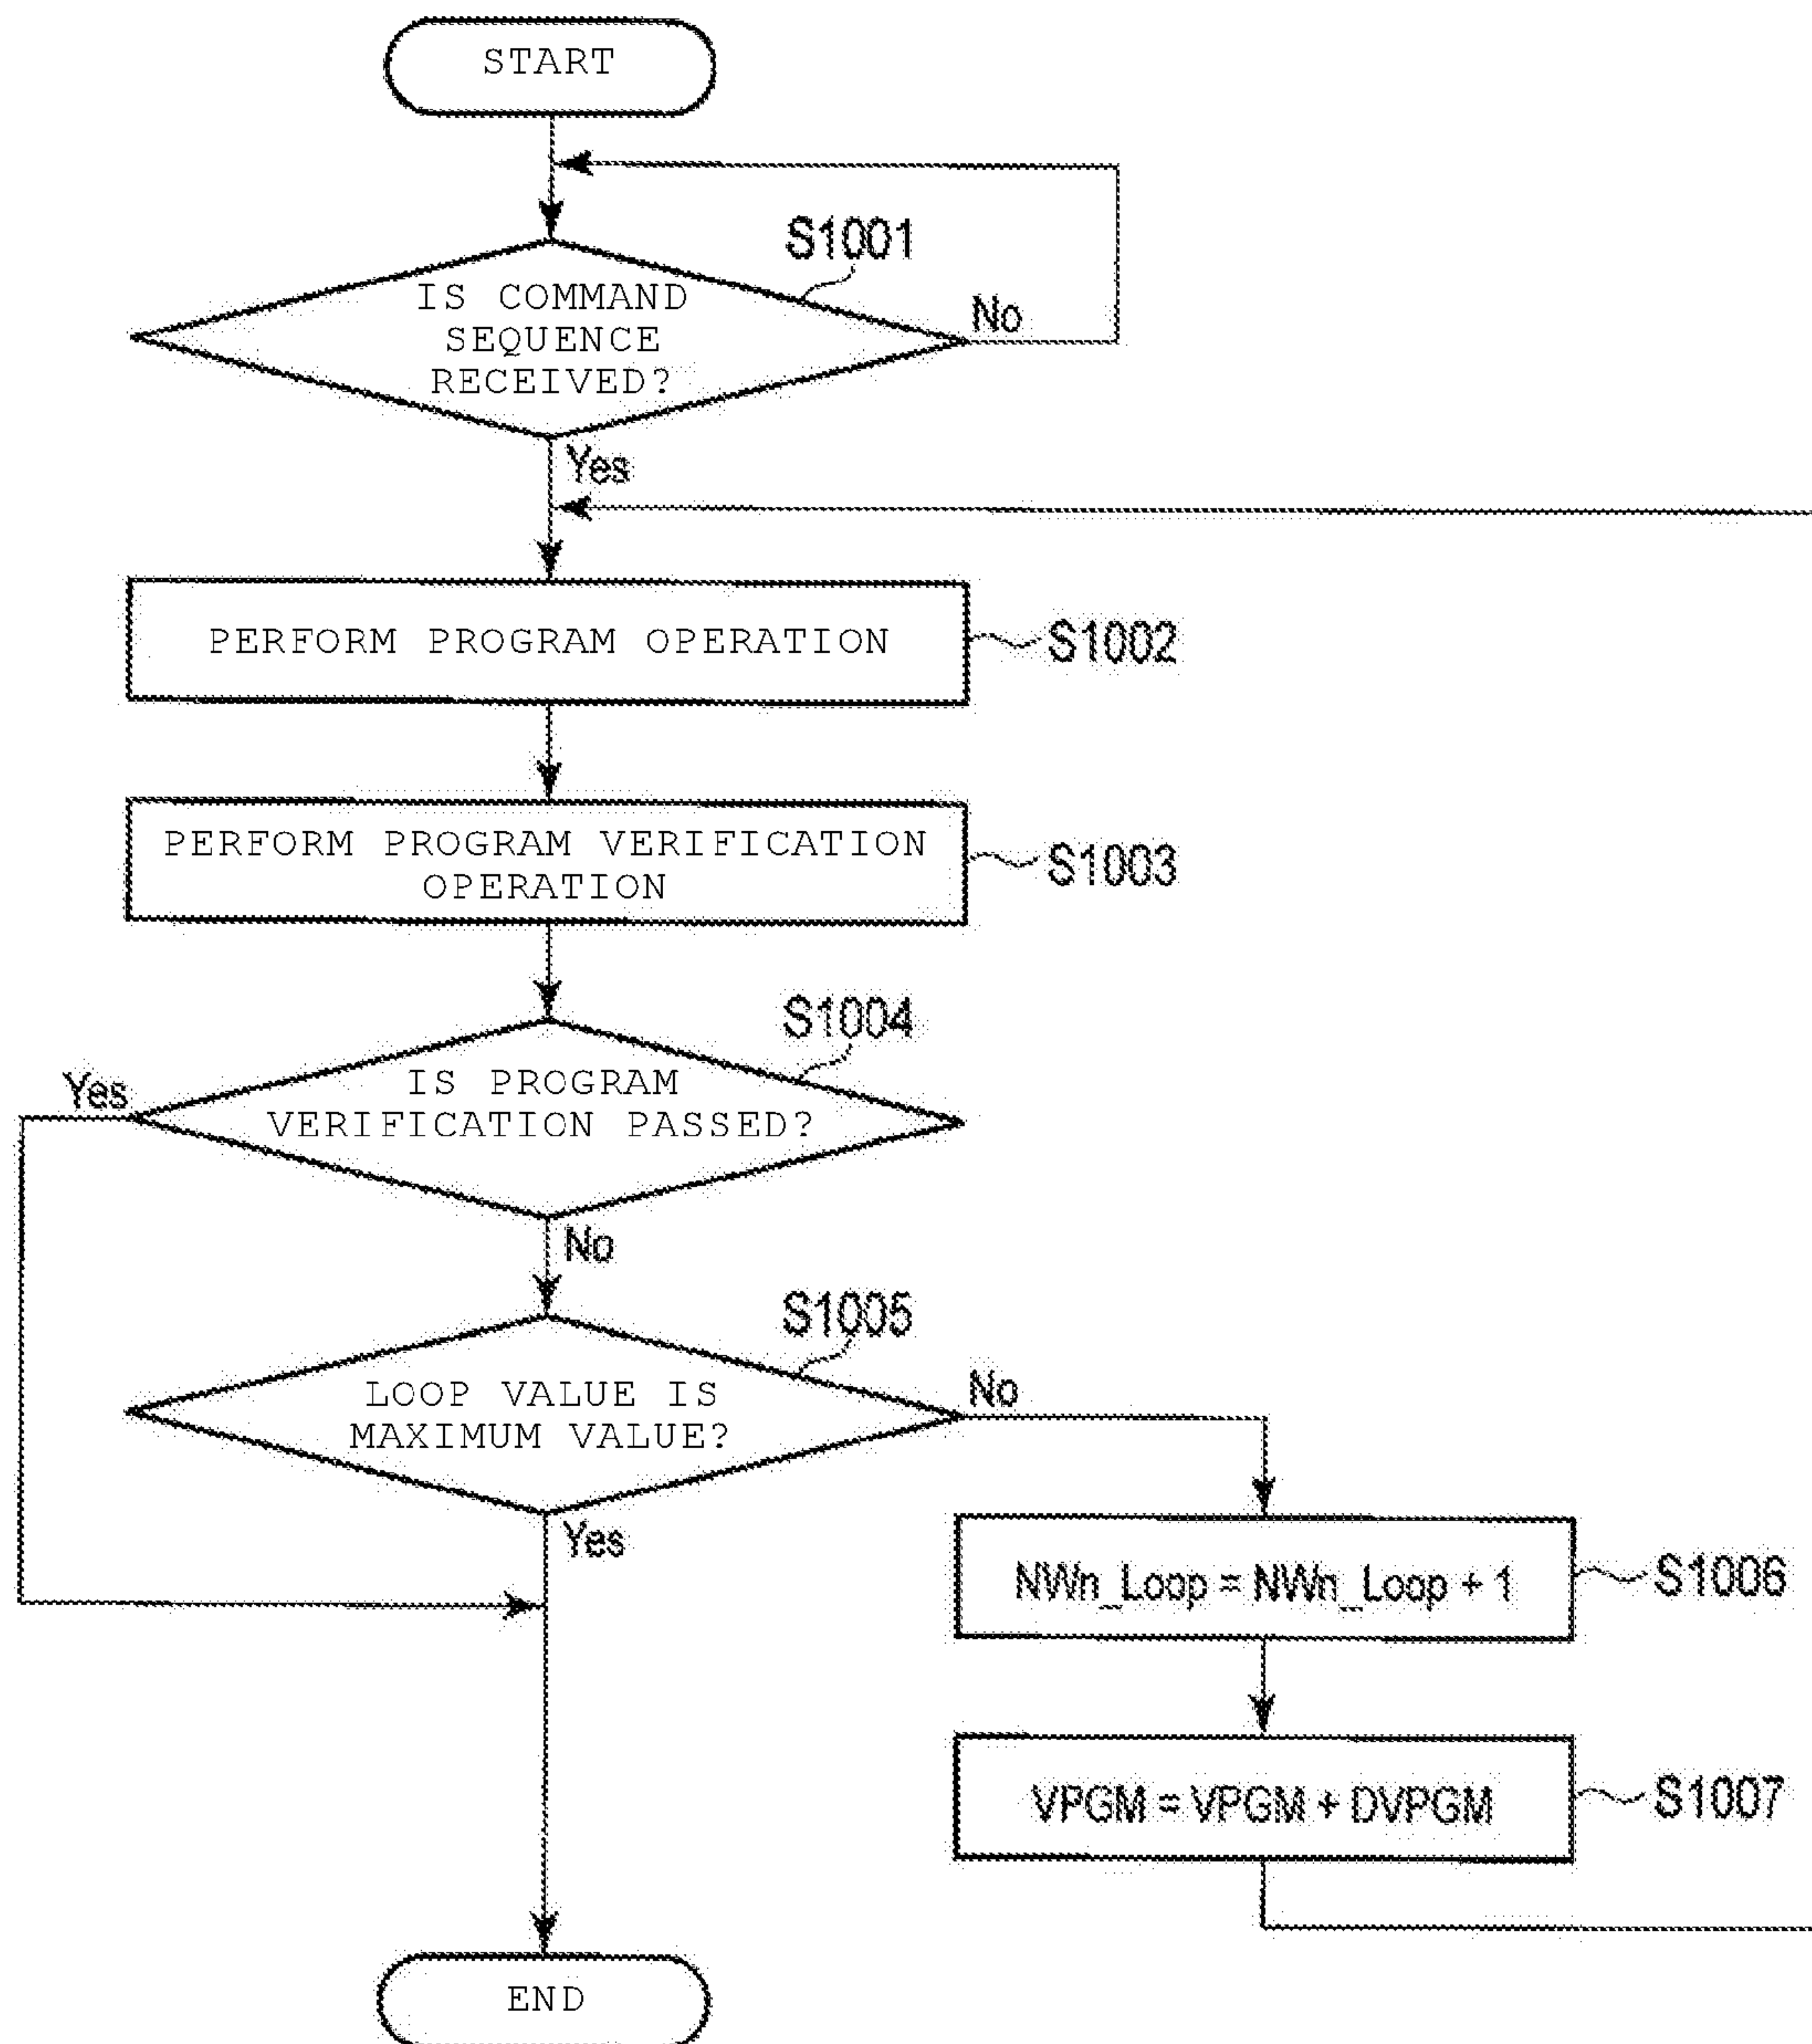 START
S1001
IS COMMAND
SEQUENCE
RECEIVED?
No
Yes
PERFORM PROGRAM OPERATION
S1002
PERFORM PROGRAM VERIFICATION
OPERATION
S1003
S1004
Yes
IS PROGRAM
VERIFICATION PASSED?
No
S1005
LOOP VALUE IS
MAXIMUM VALUE?
No
Yes
NWn_Loop = NWn_Loop + 1
S1006
VPGM = VPGM + DVPGM
S1007
END